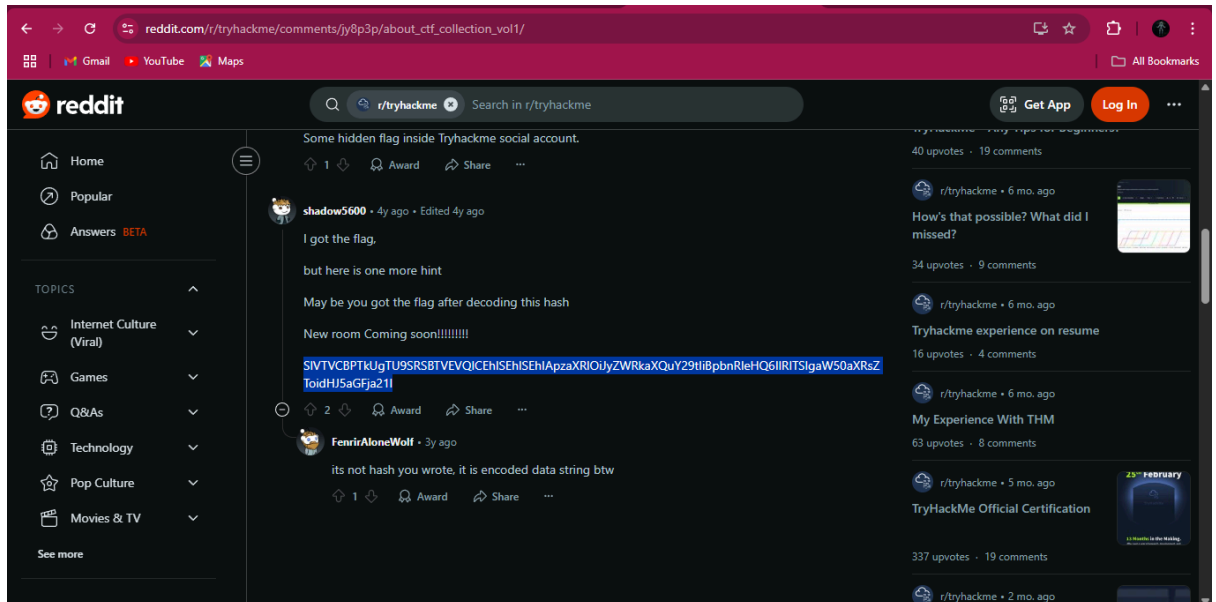 reddit.com/r/tryhackme/comments/jy8p3p/about_ctf_collection_vol1/
Gmail
YouTube
Maps
All Bookmarks
reddit
r/tryhackme
Search in r/tryhackme
Get App
Log In
Home
Popular
Answers BETA
TOPICS
Internet Culture
(Viral)
Games
Q&As
Technology
Pop Culture
Movies & TV
See more
Some hidden flag inside Tryhackme social account.
1
Award
Share
shadow5600 • 4y ago • Edited 4y ago
I got the flag,
but here is one more hint
May be you got the flag after decoding this hash
New room Coming soon!!!!!!!!!
2
Award
Share
FenrirAloneWolf • 3y ago
its not hash you wrote, it is encoded data string btw
1
Award
Share
40 upvotes · 19 comments
r/tryhackme • 6 mo. ago
How's that possible? What did I
missed?
34 upvotes · 9 comments
r/tryhackme • 6 mo. ago
Tryhackme experience on resume
16 upvotes · 4 comments
r/tryhackme • 6 mo. ago
My Experience With THM
63 upvotes · 8 comments
r/tryhackme • 5 mo. ago
TryHackMe Official Certification
25th February
337 upvotes · 19 comments
r/tryhackme • 2 mo. ago